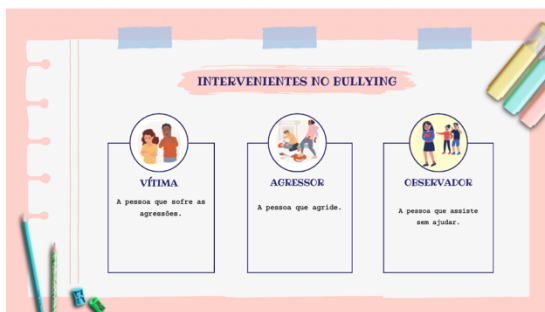 INTERVENIENTES NO BULLYING
VÍTIMA
A pessoa que sofre as
agressões.
AGRESSOR
A pessoa que agride.
OBSERVADOR
A pessoa que assiste
sem ajudar.